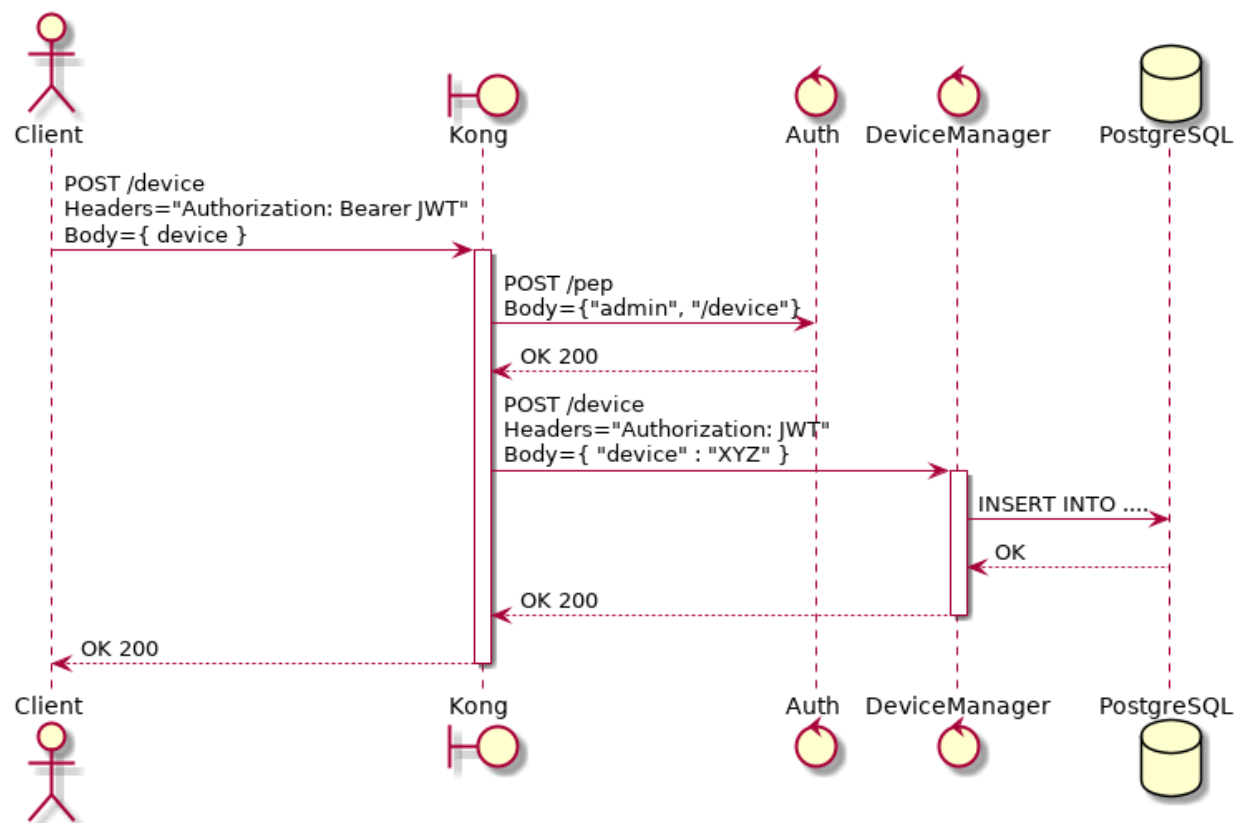 Client
Kong
Auth
DeviceManager
PostgreSQL
POST /device
Headers="Authorization: Bearer JWT"
Body={ device }
POST /pep
Body={"admin", "/device"}
OK 200
POST /device
Headers="Authorization: JWT"
Body={ "device" : "XYZ" }
INSERT INTO ....
OK
OK 200
OK 200
Client
Kong
Auth
DeviceManager
PostgreSQL